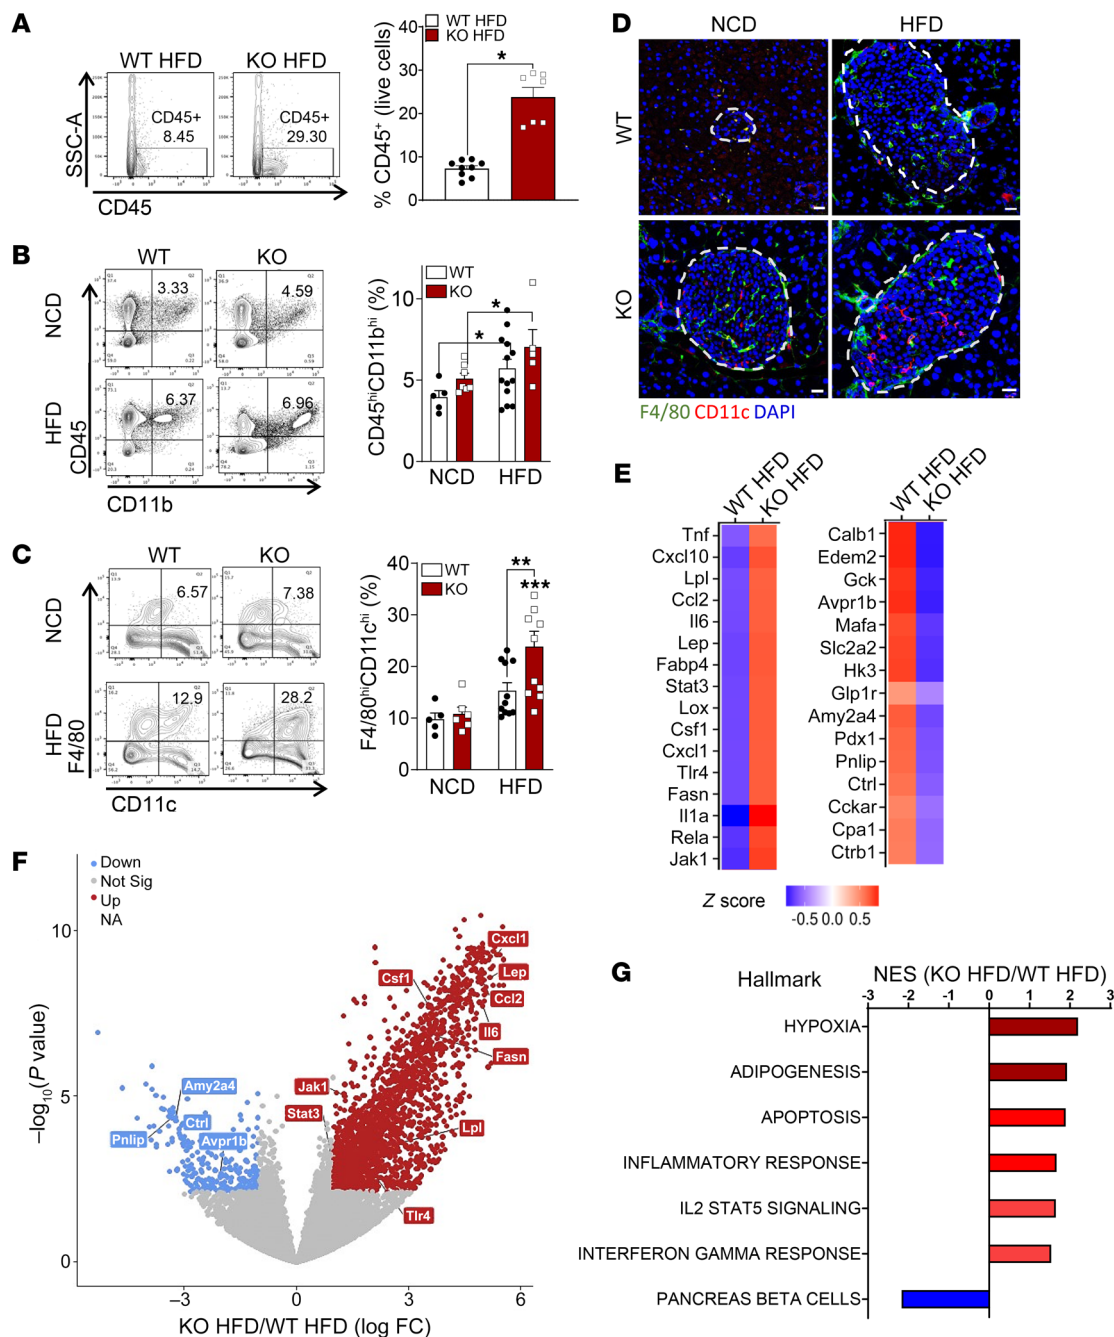 A
WT HFD
KO HFD
CD45+
8.45
CD45+
29.30
SSC-A
CD45
WT HFD
KO HFD
% CD45+ (live cells)
40
30
20
10
0
*
B
WT
KO
NCD
3.33
4.59
HFD
6.37
6.96
CD45
CD11b
WT
KO
CD45hiCD11bhi (%)
10
5
0
*
*
NCD
HFD
C
WT
KO
NCD
6.57
7.38
HFD
12.9
28.2
F4/80
CD11c
WT
KO
F4/80hiCD11chi (%)
40
30
20
10
0
**
***
NCD
HFD
D
NCD
HFD
WT
KO
F4/80 CD11c DAPI
E
WT HFD
KO HFD
Tnf
Cxcl10
Lpl
Ccl2
Il6
Lep
Fabp4
Stat3
Lox
Csf1
Cxcl1
Tlr4
Fasn
Il1a
Rela
Jak1
WT HFD
KO HFD
Calb1
Edem2
Gck
Avpr1b
Mafa
Slc2a2
Hk3
Glp1r
Amy2a4
Pdx1
Pnlip
Ctrl
Cckar
Cpa1
Ctrb1
Z score
-0.5 0.0 0.5
F
Down
Not Sig
Up
NA
–log10(P value)
10
5
0
Cxcl1
Lep
Csf1
Ccl2
Il6
Fasn
Jak1
Stat3
Lpl
Tlr4
Amy2a4
Ctrl
Pnlip
Avpr1b
–3
0
3
6
KO HFD/WT HFD (log FC)
G
Hallmark
NES (KO HFD/WT HFD)
-3 -2 -1 0 1 2 3
HYPOXIA
ADIPOGENESIS
APOPTOSIS
INFLAMMATORY RESPONSE
IL2 STAT5 SIGNALING
INTERFERON GAMMA RESPONSE
PANCREAS BETA CELLS